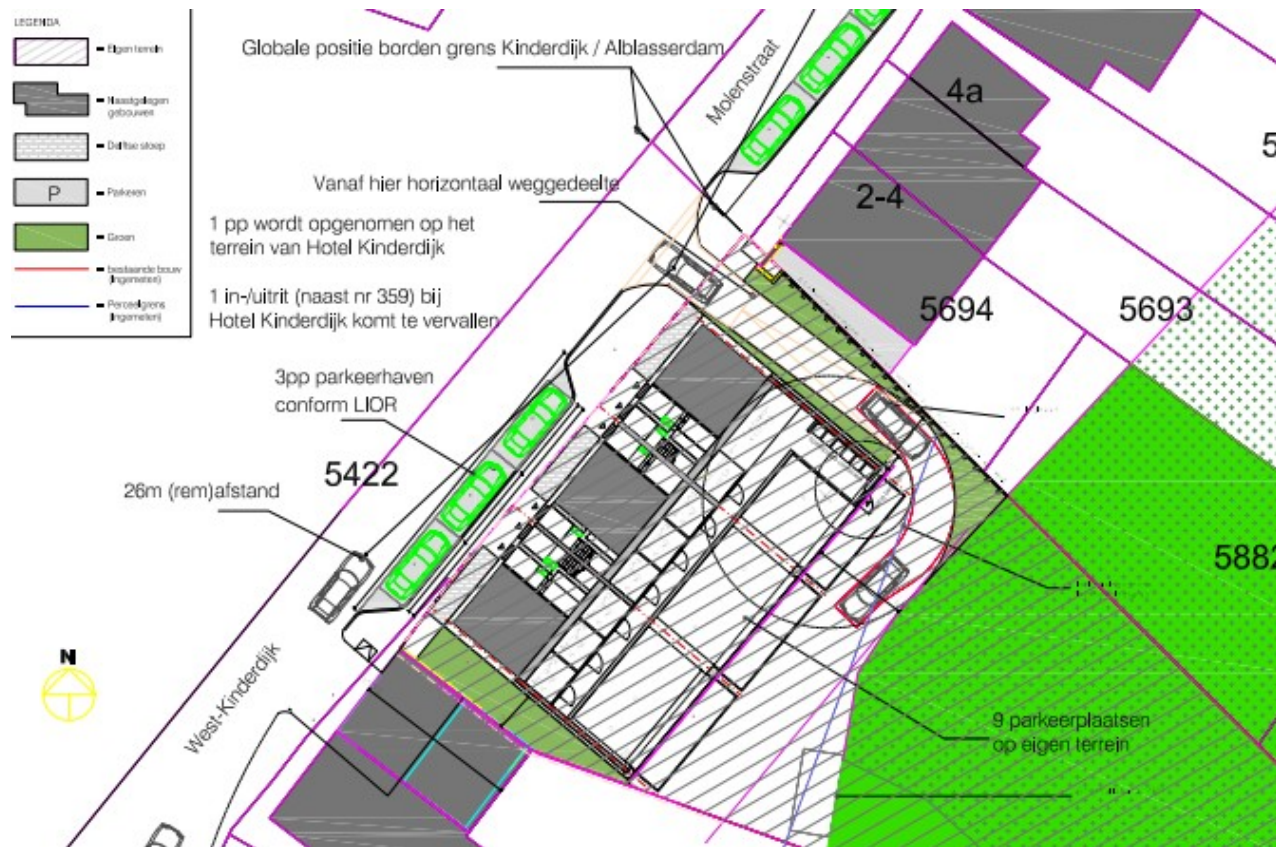 LEGENDA
= Eigen terrein
= Naastgelegen
gebouwen
= Delftse stoep
P
= Parkeren
= Groen
= bestaande bouw
(ingemeten)
= Perceelgrens
(ingemeten)
Globale positie borden grens Kinderdijk / Alblasserdam
Molenstraat
4a
2-4
5
Vanaf hier horizontaal weggedeelte
1 pp wordt opgenomen op het
terrein van Hotel Kinderdijk
1 in-/uitrit (naast nr 359) bij
Hotel Kinderdijk komt te vervallen
5694
5693
3pp parkeerhaven
conform LIOR
5422
26m (rem)afstand
5882
N
West-Kinderdijk
9 parkeerplaatsen
op eigen terrein